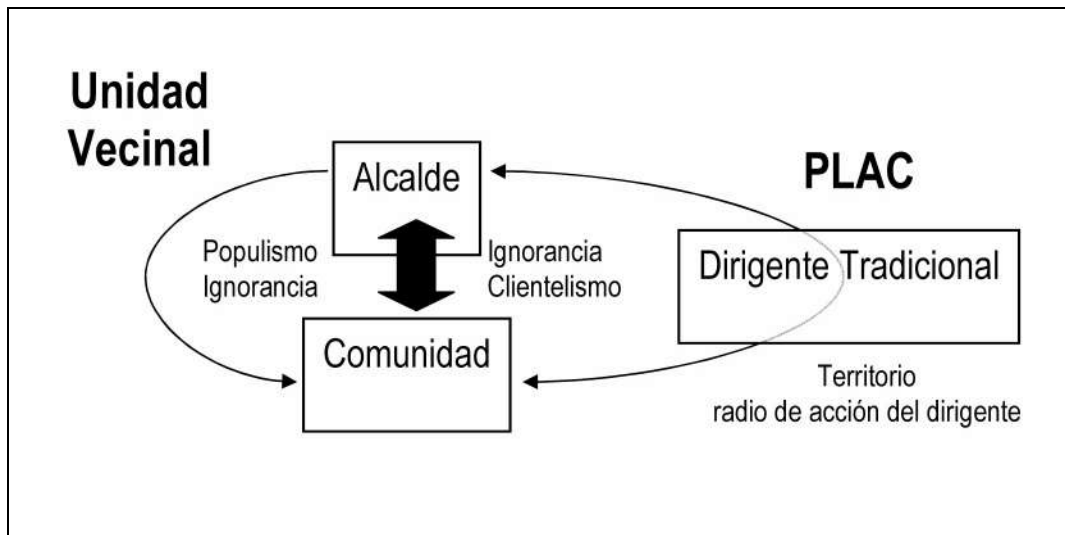 Unidad
Vecinal
Alcalde
PLAC
Populismo
Ignorancia
Ignorancia
Clientelismo
Dirigente Tradicional
Comunidad
Territorio
radio de acción del dirigente